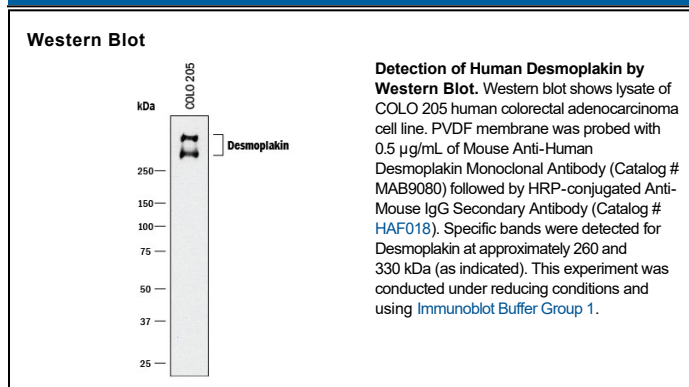 Western Blot
kDa
COLO 205
Desmoplakin
250
150
100
75
50
37
25
Detection of Human Desmoplakin by
Western Blot. Western blot shows lysate of
COLO 205 human colorectal adenocarcinoma
cell line. PVDF membrane was probed with
0.5 µg/mL of Mouse Anti-Human
Desmoplakin Monoclonal Antibody (Catalog #
MAB9080) followed by HRP-conjugated Anti-
Mouse IgG Secondary Antibody (Catalog #
HAF018). Specific bands were detected for
Desmoplakin at approximately 260 and
330 kDa (as indicated). This experiment was
conducted under reducing conditions and
using Immunoblot Buffer Group 1.